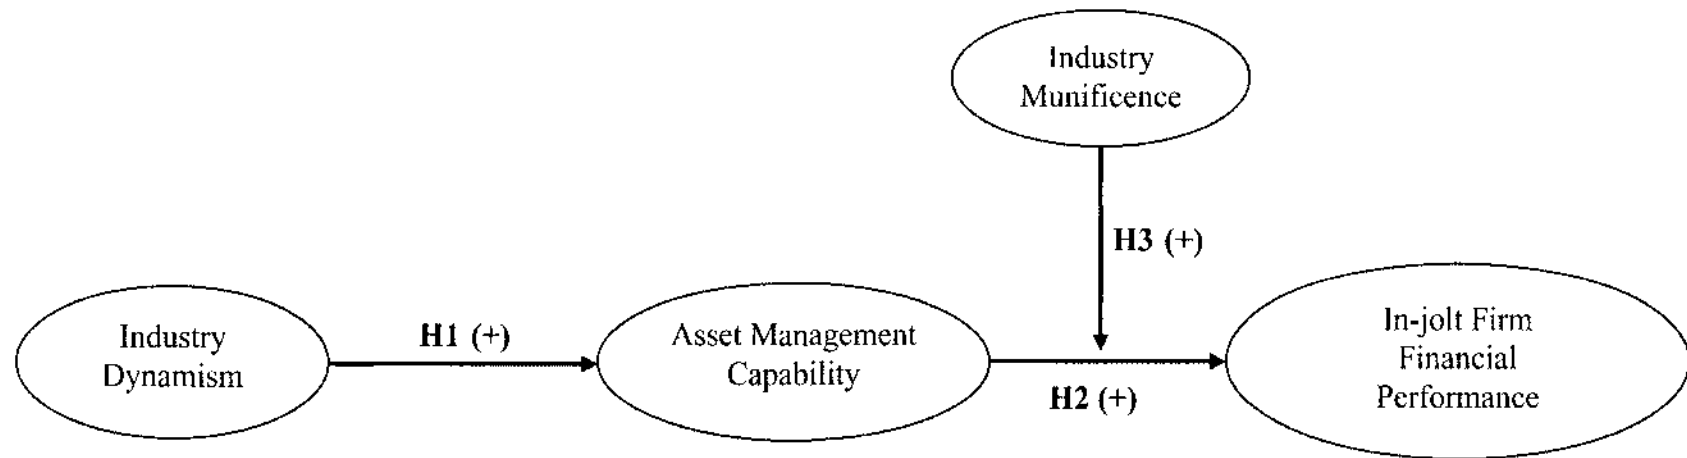 Industry
Munificence
H3 (+)
Industry
Dynamism
H1 (+)
Asset Management
Capability
H2 (+)
In-jolt Firm
Financial
Performance